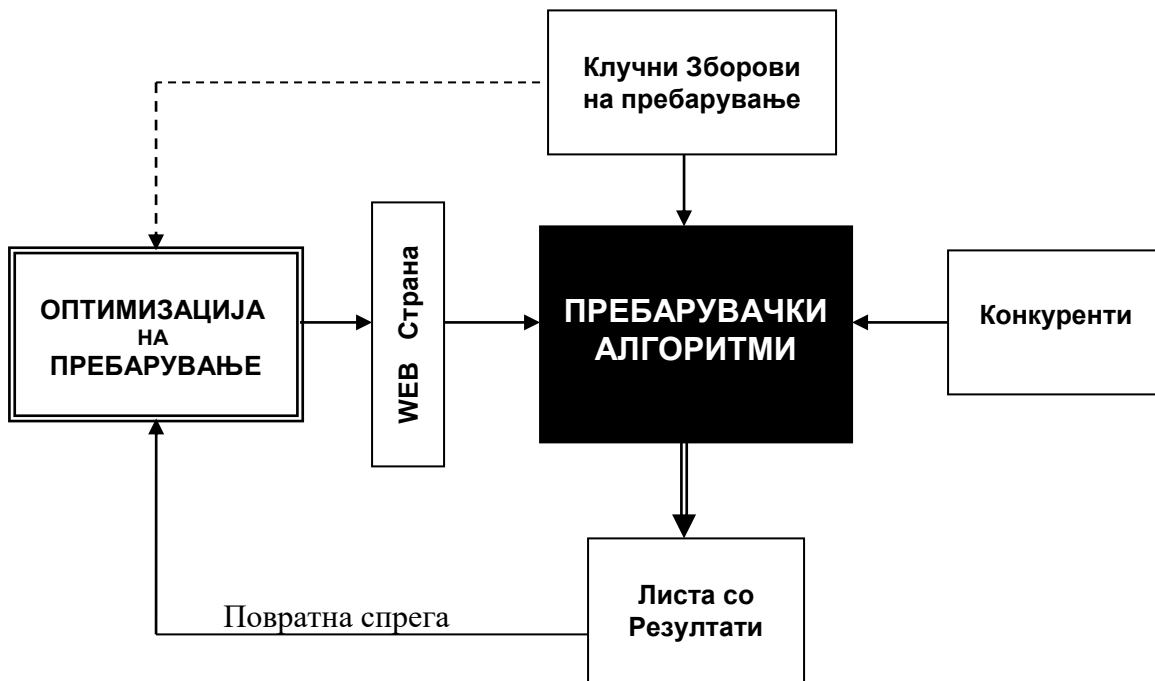 Клучни Зборови
на пребарување
ОПТИМИЗАЦИЈА
НА
ПРЕБАРУВАЊЕ
WEB Страна
ПРЕБАРУВАЧКИ
АЛГОРИТМИ
Конкуренти
Повратна спрега
Листа со
Резултати